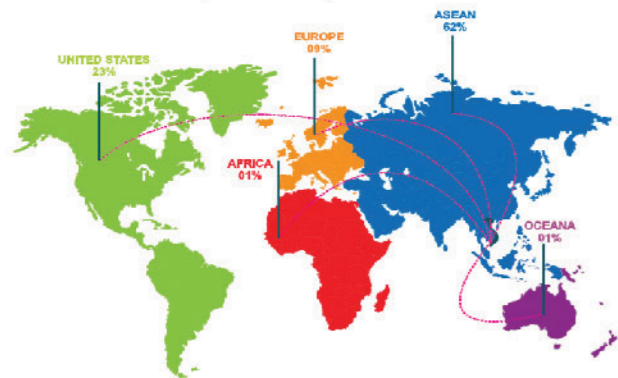 ASEAN
62%
EUROPE
09%
UNITED STATES
23%
AFRICA
01%
OCEANA
01%